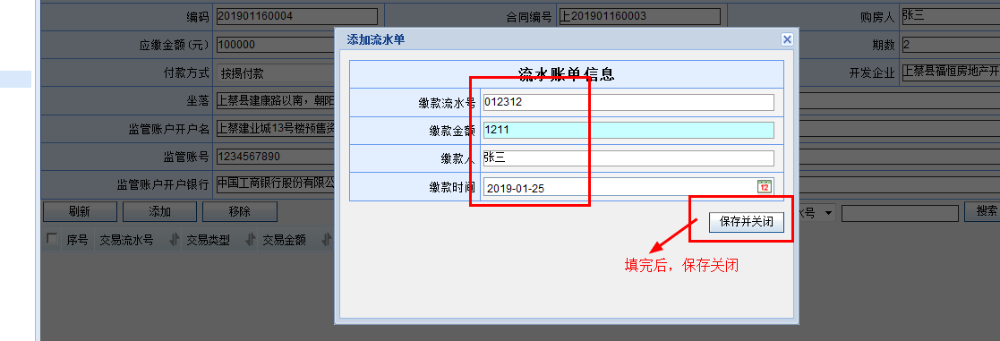 编码 201901160004 合同编号 上201901160003 购房人 张三
应缴金额(元) 100000 期数 2
付款方式 按揭付款 开发企业 上蔡县福恒房地产开
坐落 上蔡县建康路以南，朝阳
监管账户开户名 上蔡建业城13号楼预售资
监管账号 1234567890
监管账户开户银行 中国工商银行股份有限公
刷新 添加 移除 水号 搜索
序号 交易流水号 交易类型 交易金额
添加流水单
流水账单信息
缴款流水号 012312
缴款金额 1211
缴款人 张三
缴款时间 2019-01-25 12
保存并关闭
填完后，保存关闭